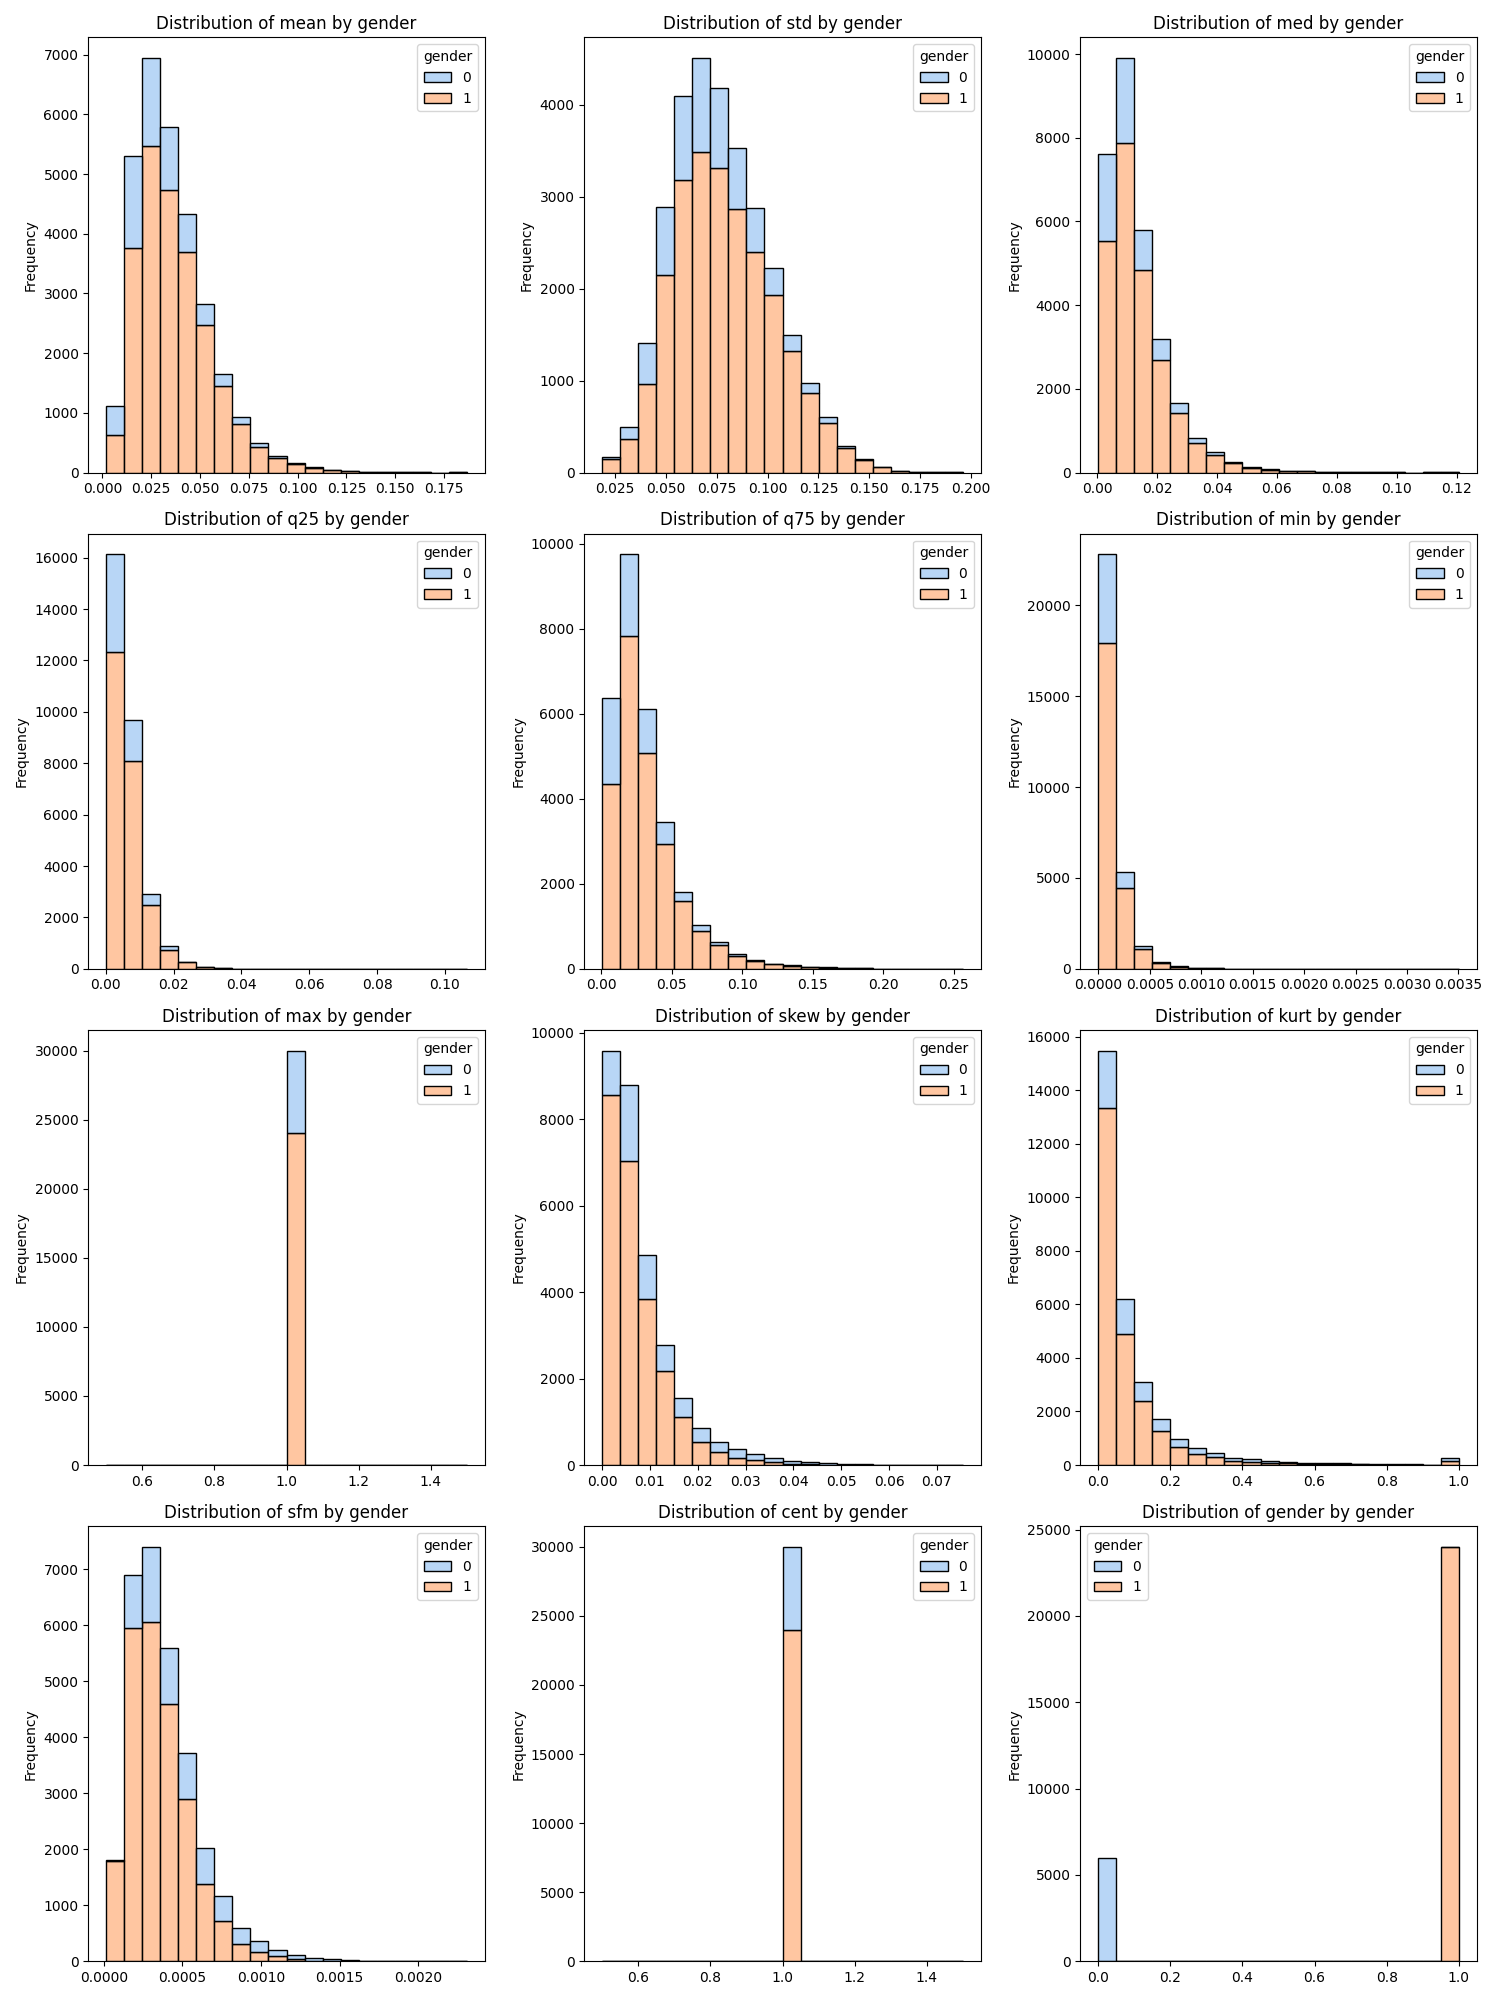 Distribution of mean by gender
Frequency
7000
6000
5000
4000
3000
2000
1000
0
0.000 0.025 0.050 0.075 0.100 0.125 0.150 0.175
gender
0
1
Distribution of std by gender
Frequency
4000
3000
2000
1000
0
0.025 0.050 0.075 0.100 0.125 0.150 0.175 0.200
gender
0
1
Distribution of med by gender
Frequency
10000
8000
6000
4000
2000
0
0.00 0.02 0.04 0.06 0.08 0.10 0.12
gender
0
1
Distribution of q25 by gender
Frequency
16000
14000
12000
10000
8000
6000
4000
2000
0
0.00 0.02 0.04 0.06 0.08 0.10
gender
0
1
Distribution of q75 by gender
Frequency
10000
8000
6000
4000
2000
0
0.00 0.05 0.10 0.15 0.20 0.25
gender
0
1
Distribution of min by gender
Frequency
20000
15000
10000
5000
0
0.0000 0.0005 0.0010 0.0015 0.0020 0.0025 0.0030 0.0035
gender
0
1
Distribution of max by gender
Frequency
30000
25000
20000
15000
10000
5000
0
0.6 0.8 1.0 1.2 1.4
gender
0
1
Distribution of skew by gender
Frequency
10000
8000
6000
4000
2000
0
0.00 0.01 0.02 0.03 0.04 0.05 0.06 0.07
gender
0
1
Distribution of kurt by gender
Frequency
16000
14000
12000
10000
8000
6000
4000
2000
0
0.0 0.2 0.4 0.6 0.8 1.0
gender
0
1
Distribution of sfm by gender
Frequency
7000
6000
5000
4000
3000
2000
1000
0
0.0000 0.0005 0.0010 0.0015 0.0020
gender
0
1
Distribution of cent by gender
Frequency
30000
25000
20000
15000
10000
5000
0
0.6 0.8 1.0 1.2 1.4
gender
0
1
Distribution of gender by gender
Frequency
25000
20000
15000
10000
5000
0
0.0 0.2 0.4 0.6 0.8 1.0
gender
0
1